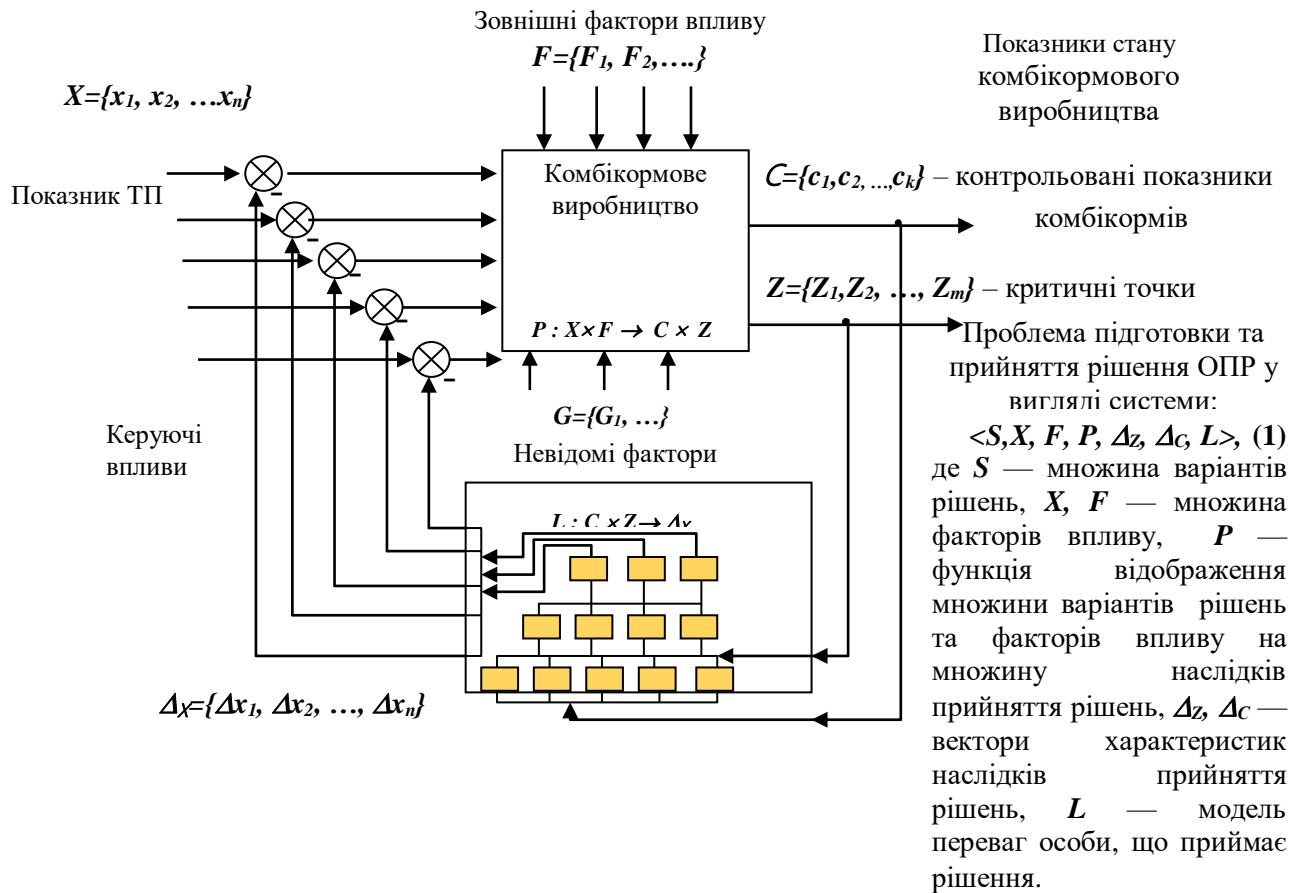 Зовнішні фактори впливу
F={F1, F2,….}
Показники стану
комбікормового
виробництва
X={x1, x2, …xn}
Показник ТП
Комбікормове
виробництво
C={c1,c2, ...,ck} – контрольовані показники
комбікормів
Z={Z1,Z2, …, Zm} – критичні точки
P : X×F → C × Z
Проблема підготовки та
прийняття рішення ОПР у
вигляді системи:
<S,X, F, P, ΔZ, ΔC, L>, (1)
де S — множина варіантів
рішень, X, F — множина
факторів впливу, P —
функція відображення
множини варіантів рішень
та факторів впливу на
множину наслідків
прийняття рішень, ΔZ, ΔC —
вектори характеристик
наслідків прийняття
рішень, L — модель
переваг особи, що приймає
рішення.
G={G1, …}
Невідомі фактори
Керуючі
впливи
L : C × Z→ ΔX
ΔX={Δx1, Δx2, …, Δxn}